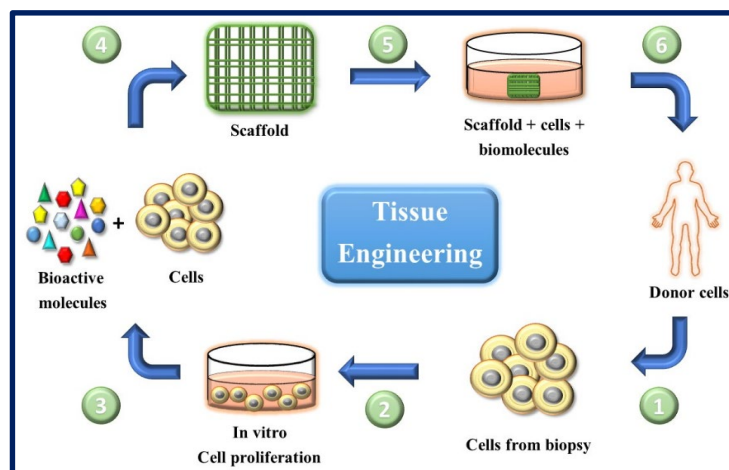 4
5
6
Scaffold
Scaffold + cells +
biomolecules
Tissue
Engineering
+
Bioactive
molecules
Cells
Donor cells
3
In vitro
Cell proliferation
2
Cells from biopsy
1